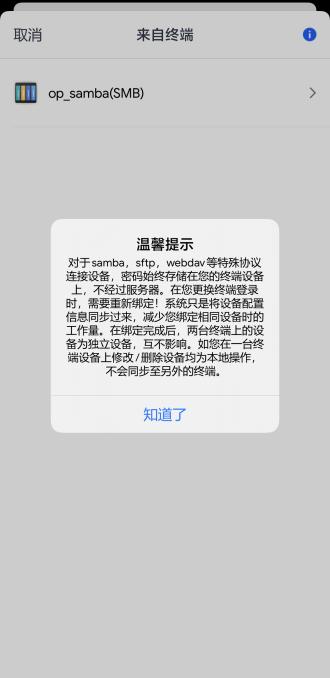 取消
来自终端
op_samba(SMB)
温馨提示
对于samba，sftp，webdav等特殊协议
连接设备，密码始终存储在您的终端设备
上，不经过服务器。在您更换终端登录
时，需要重新绑定！系统只是将设备配置
信息同步过来，减少您绑定相同设备时的
工作量。在绑定完成后，两台终端上的设
备为独立设备，互不影响。如您在一台终
端设备上修改/删除设备均为本地操作，
不会同步至另外的终端。
知道了